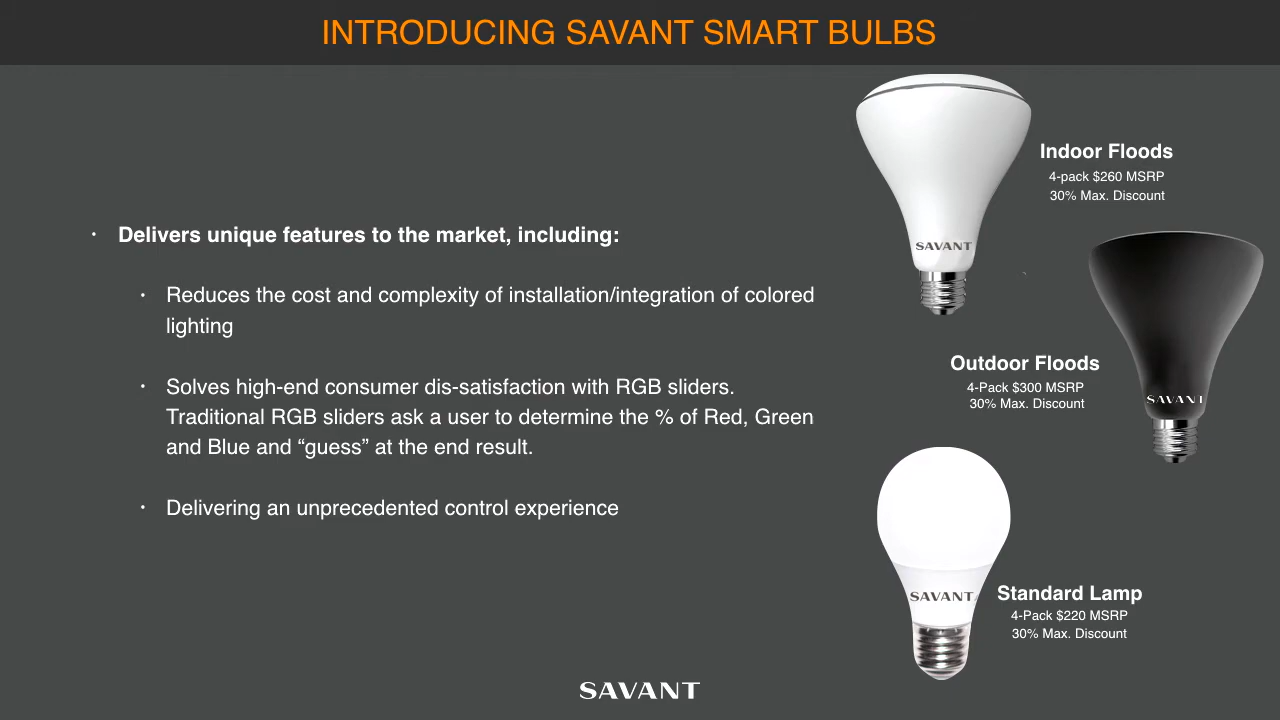 INTRODUCING SAVANT SMART BULBS
• Delivers unique features to the market, including:
• Reduces the cost and complexity of installation/integration of colored
lighting
• Solves high-end consumer dis-satisfaction with RGB sliders.
Traditional RGB sliders ask a user to determine the % of Red, Green
and Blue and “guess” at the end result.
• Delivering an unprecedented control experience
SAVANT
Indoor Floods
4-pack $260 MSRP
30% Max. Discount
SAVANT
Outdoor Floods
4-Pack $300 MSRP
30% Max. Discount
SAVANT
Standard Lamp
4-Pack $220 MSRP
30% Max. Discount
SAVANT